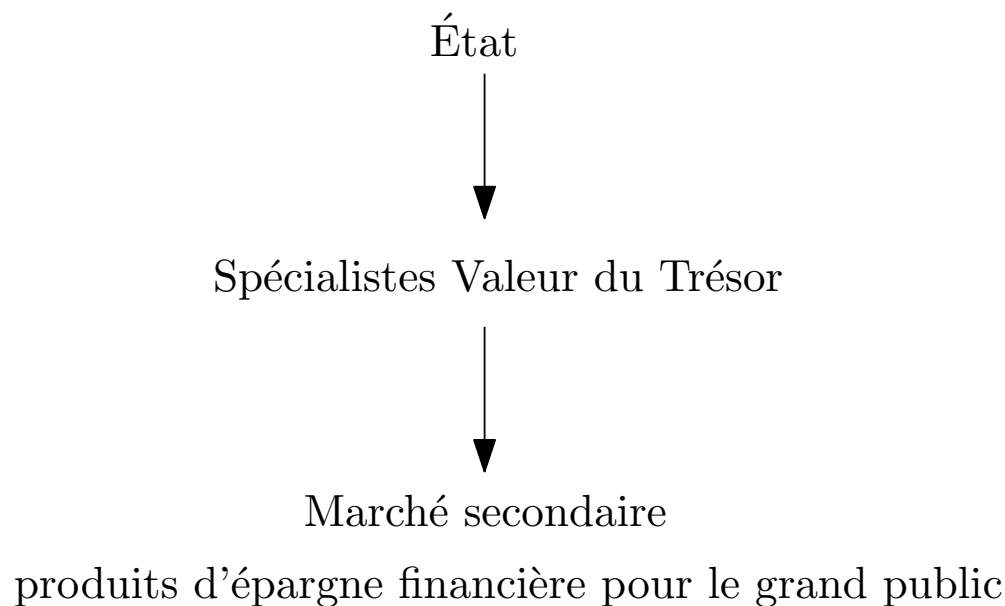 État
Spécialistes Valeur du Trésor
Marché secondaire
produits d'épargne financière pour le grand public